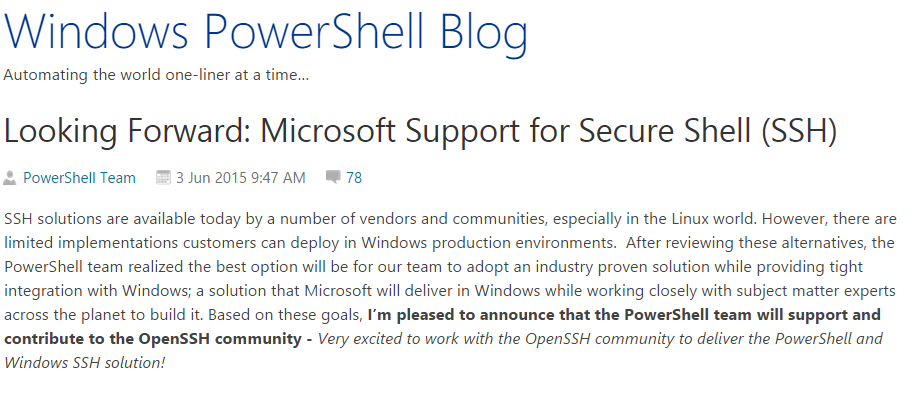 Windows PowerShell Blog
Automating the world one-liner at a time…
Looking Forward: Microsoft Support for Secure Shell (SSH)
PowerShell Team 3 Jun 2015 9:47 AM 78
SSH solutions are available today by a number of vendors and communities, especially in the Linux world. However, there are
limited implementations customers can deploy in Windows production environments.  After reviewing these alternatives, the
PowerShell team realized the best option will be for our team to adopt an industry proven solution while providing tight
integration with Windows; a solution that Microsoft will deliver in Windows while working closely with subject matter experts
across the planet to build it. Based on these goals, I'm pleased to announce that the PowerShell team will support and
contribute to the OpenSSH community - Very excited to work with the OpenSSH community to deliver the PowerShell and
Windows SSH solution!